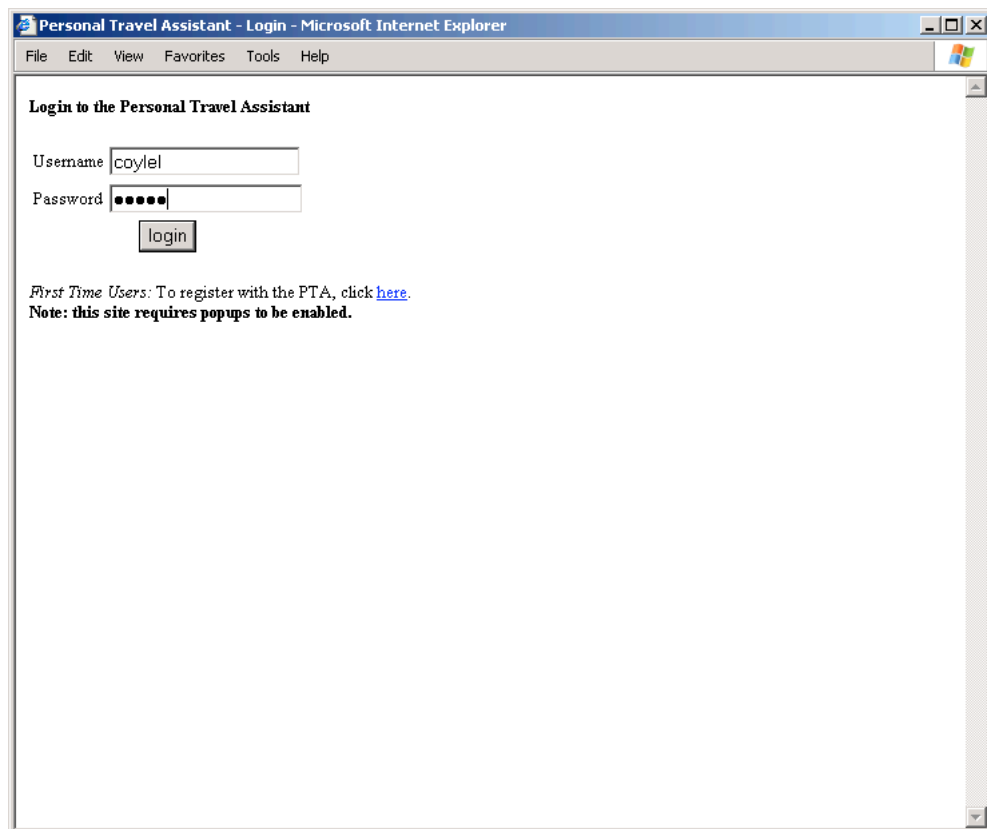 Personal Travel Assistant - Login - Microsoft Internet Explorer
File Edit View Favorites Tools Help
Login to the Personal Travel Assistant
Username coylel
Password •••••
login
First Time Users: To register with the PTA, click here.
Note: this site requires popups to be enabled.